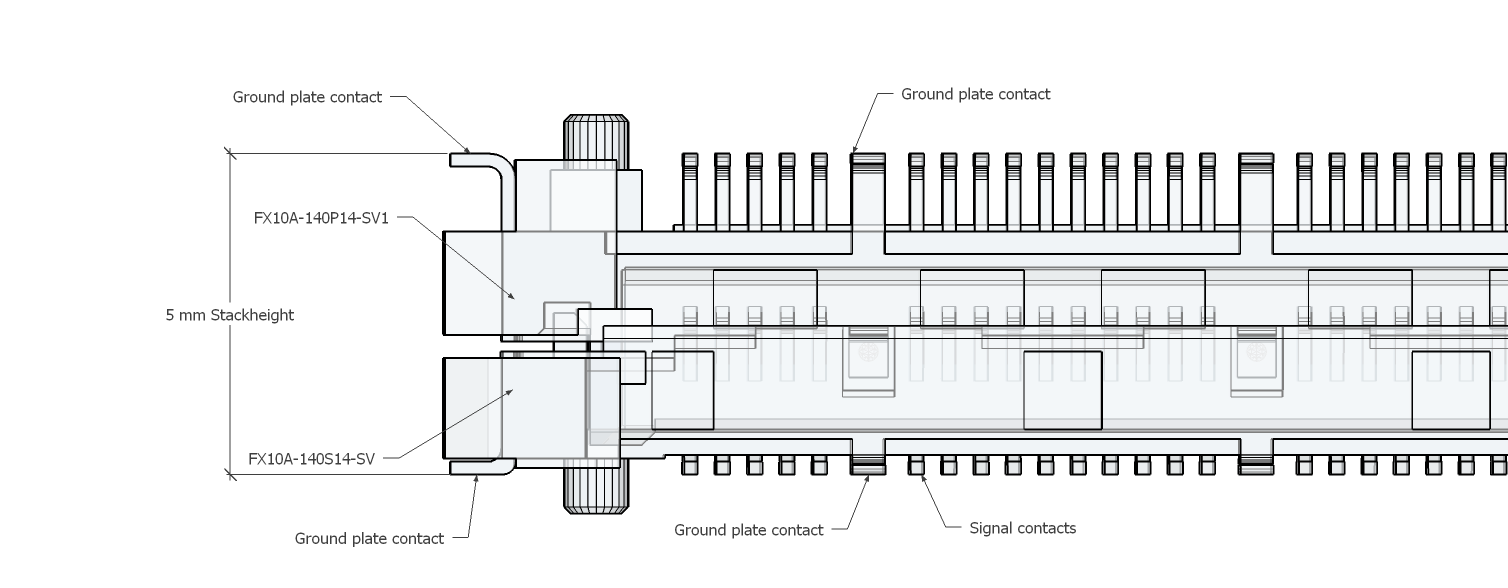 Ground plate contact
Ground plate contact
FX10A-140P14-SV1
5 mm Stackheight
FX10A-140S14-SV
Ground plate contact
Ground plate contact
Signal contacts